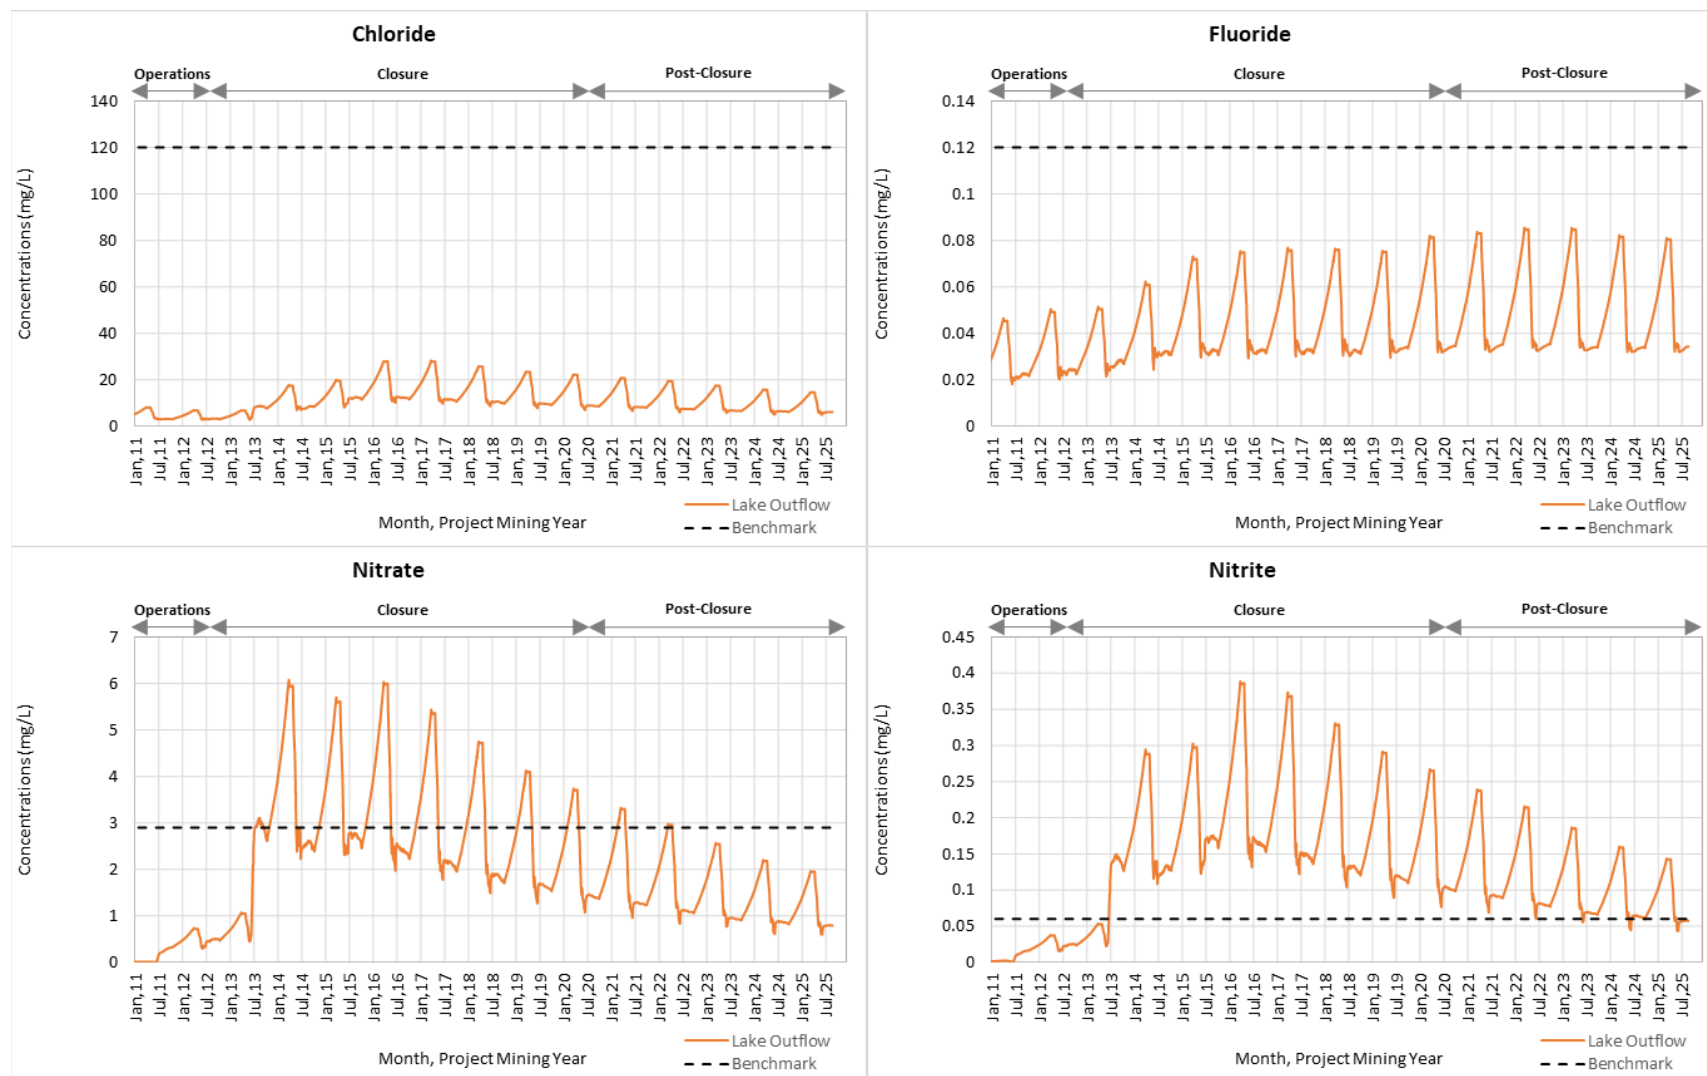 Chloride
Operations Closure Post-Closure
140
120
100
80
60
40
20
0
Concentrations (mg/L)
Jan,11 Jul,11 Jan,12 Jul,12 Jan,13 Jul,13 Jan,14 Jul,14 Jan,15 Jul,15 Jan,16 Jul,16 Jan,17 Jul,17 Jan,18 Jul,18 Jan,19 Jul,19 Jan,20 Jul,20 Jan,21 Jul,21 Jan,22 Jul,22 Jan,23 Jul,23 Jan,24 Jul,24 Jan,25 Jul,25
Month, Project Mining Year
Lake Outflow
Benchmark
Fluoride
Operations Closure Post-Closure
0.14
0.12
0.1
0.08
0.06
0.04
0.02
0
Concentrations (mg/L)
Jan,11 Jul,11 Jan,12 Jul,12 Jan,13 Jul,13 Jan,14 Jul,14 Jan,15 Jul,15 Jan,16 Jul,16 Jan,17 Jul,17 Jan,18 Jul,18 Jan,19 Jul,19 Jan,20 Jul,20 Jan,21 Jul,21 Jan,22 Jul,22 Jan,23 Jul,23 Jan,24 Jul,24 Jan,25 Jul,25
Month, Project Mining Year
Lake Outflow
Benchmark
Nitrate
Operations Closure Post-Closure
7
6
5
4
3
2
1
0
Concentrations (mg/L)
Jan,11 Jul,11 Jan,12 Jul,12 Jan,13 Jul,13 Jan,14 Jul,14 Jan,15 Jul,15 Jan,16 Jul,16 Jan,17 Jul,17 Jan,18 Jul,18 Jan,19 Jul,19 Jan,20 Jul,20 Jan,21 Jul,21 Jan,22 Jul,22 Jan,23 Jul,23 Jan,24 Jul,24 Jan,25 Jul,25
Month, Project Mining Year
Lake Outflow
Benchmark
Nitrite
Operations Closure Post-Closure
0.45
0.4
0.35
0.3
0.25
0.2
0.15
0.1
0.05
0
Concentrations (mg/L)
Jan,11 Jul,11 Jan,12 Jul,12 Jan,13 Jul,13 Jan,14 Jul,14 Jan,15 Jul,15 Jan,16 Jul,16 Jan,17 Jul,17 Jan,18 Jul,18 Jan,19 Jul,19 Jan,20 Jul,20 Jan,21 Jul,21 Jan,22 Jul,22 Jan,23 Jul,23 Jan,24 Jul,24 Jan,25 Jul,25
Month, Project Mining Year
Lake Outflow
Benchmark